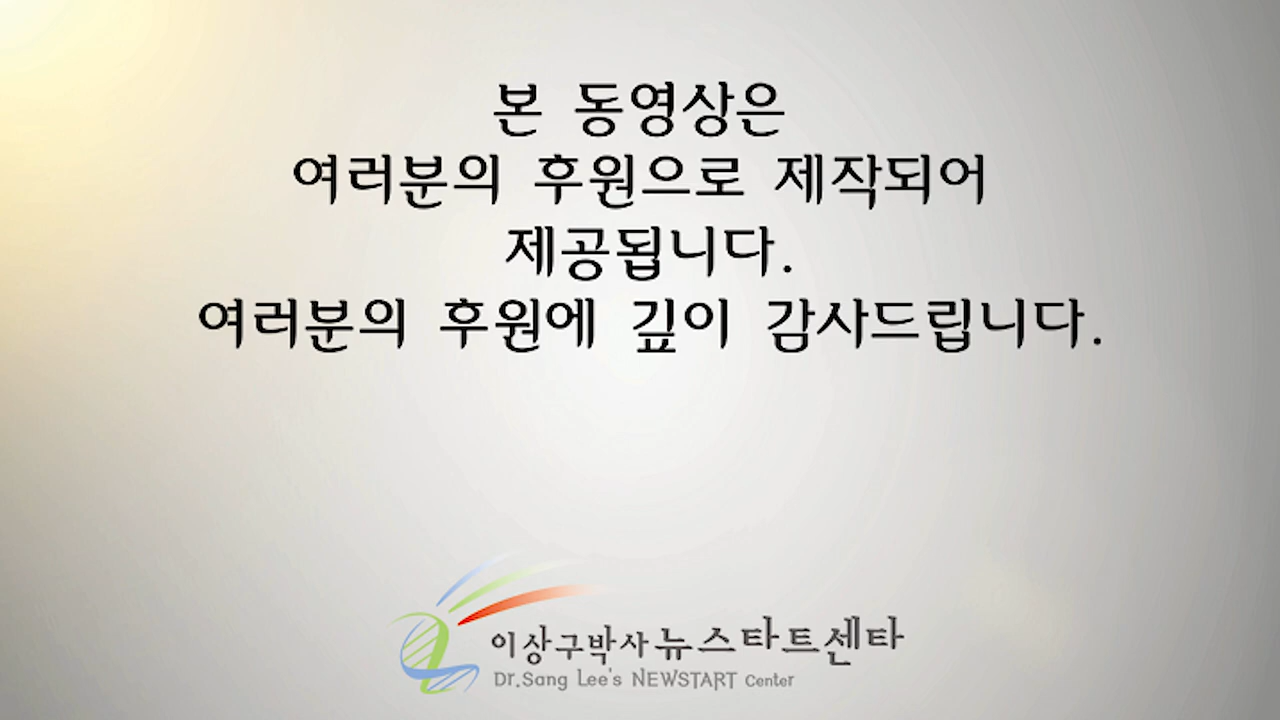 본 동영상은
여러분의 후원으로 제작되어
제공됩니다.
여러분의 후원에 깊이 감사드립니다.
이상구박사 뉴스타트센타
Dr.Sang Lee's NEWSTART Center